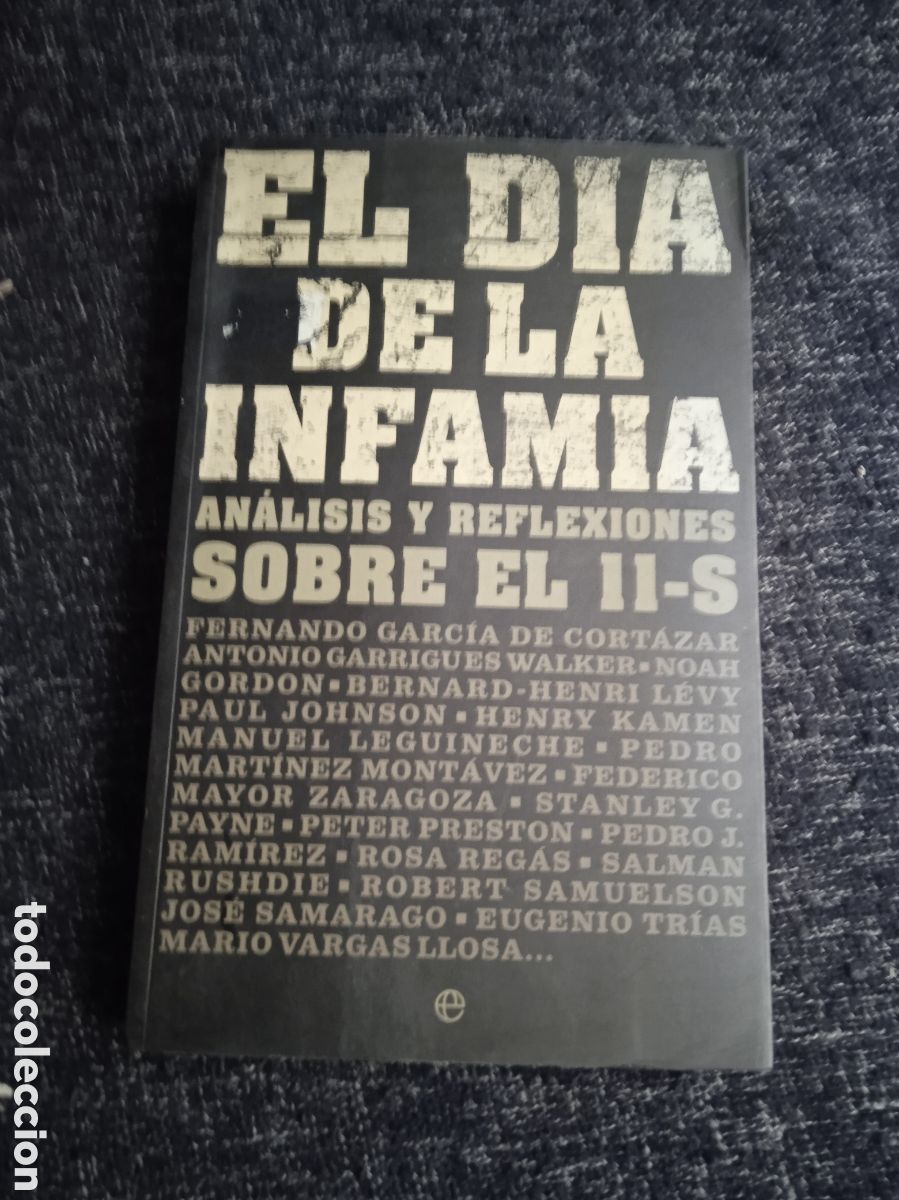 EL DIA
DE LA
INFAMIA
ANÁLISIS Y REFLEXIONES
SOBRE EL 11-S
FERNANDO GARCÍA DE CORTÁZAR
ANTONIO GARRIGUES WALKER ▪ NOAH
GORDON ▪ BERNARD-HENRI LÉVY
PAUL JOHNSON ▪ HENRY KAMEN
MANUEL LEGUINECHE ▪ PEDRO
MARTÍNEZ MONTÁVEZ ▪ FEDERICO
MAYOR ZARAGOZA ▪ STANLEY G.
PAYNE ▪ PETER PRESTON ▪ PEDRO J.
RAMÍREZ ▪ ROSA REGÁS ▪ SALMAN
RUSHDIE ▪ ROBERT SAMUELSON
JOSÉ SAMARAGO ▪ EUGENIO TRÍAS
MARIO VARGAS LLOSA...
e
todocoleccion